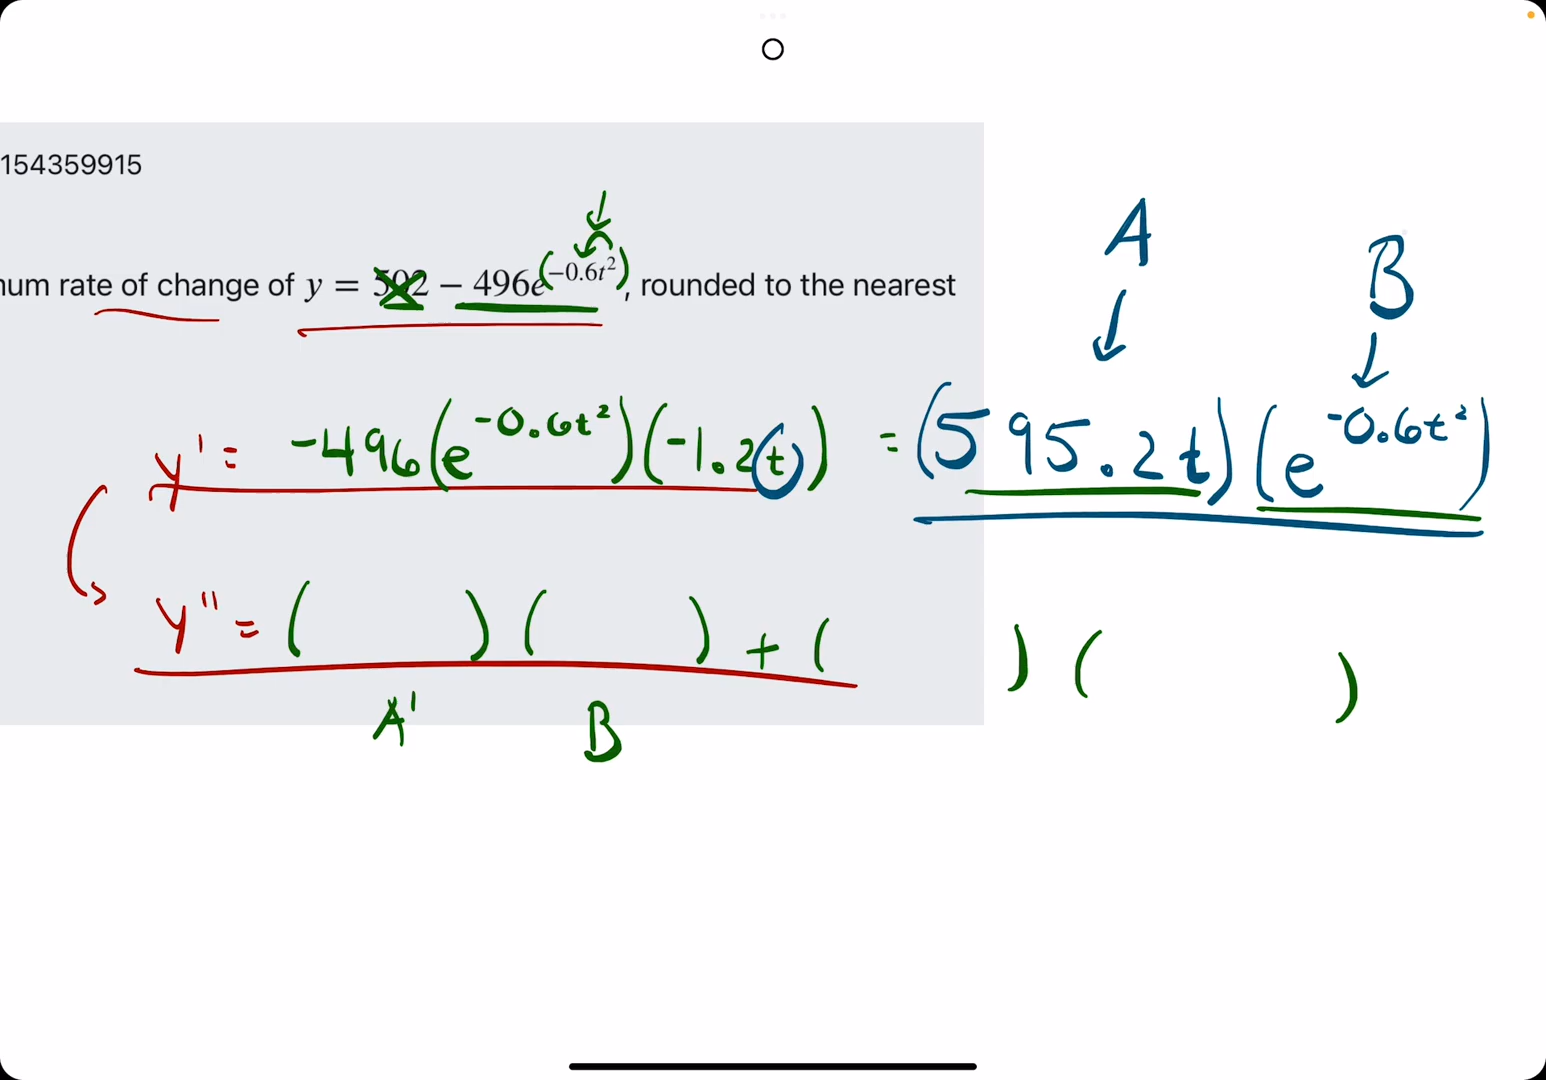 154359915
num rate of change of y = 502 − 496e^(−0.6t²), rounded to the nearest
A
B
y' = -496(e^-0.6t²)(-1.2t) = (595.2t)(e^-0.6t²)
y" = ( )( ) + ( )( )
A' B